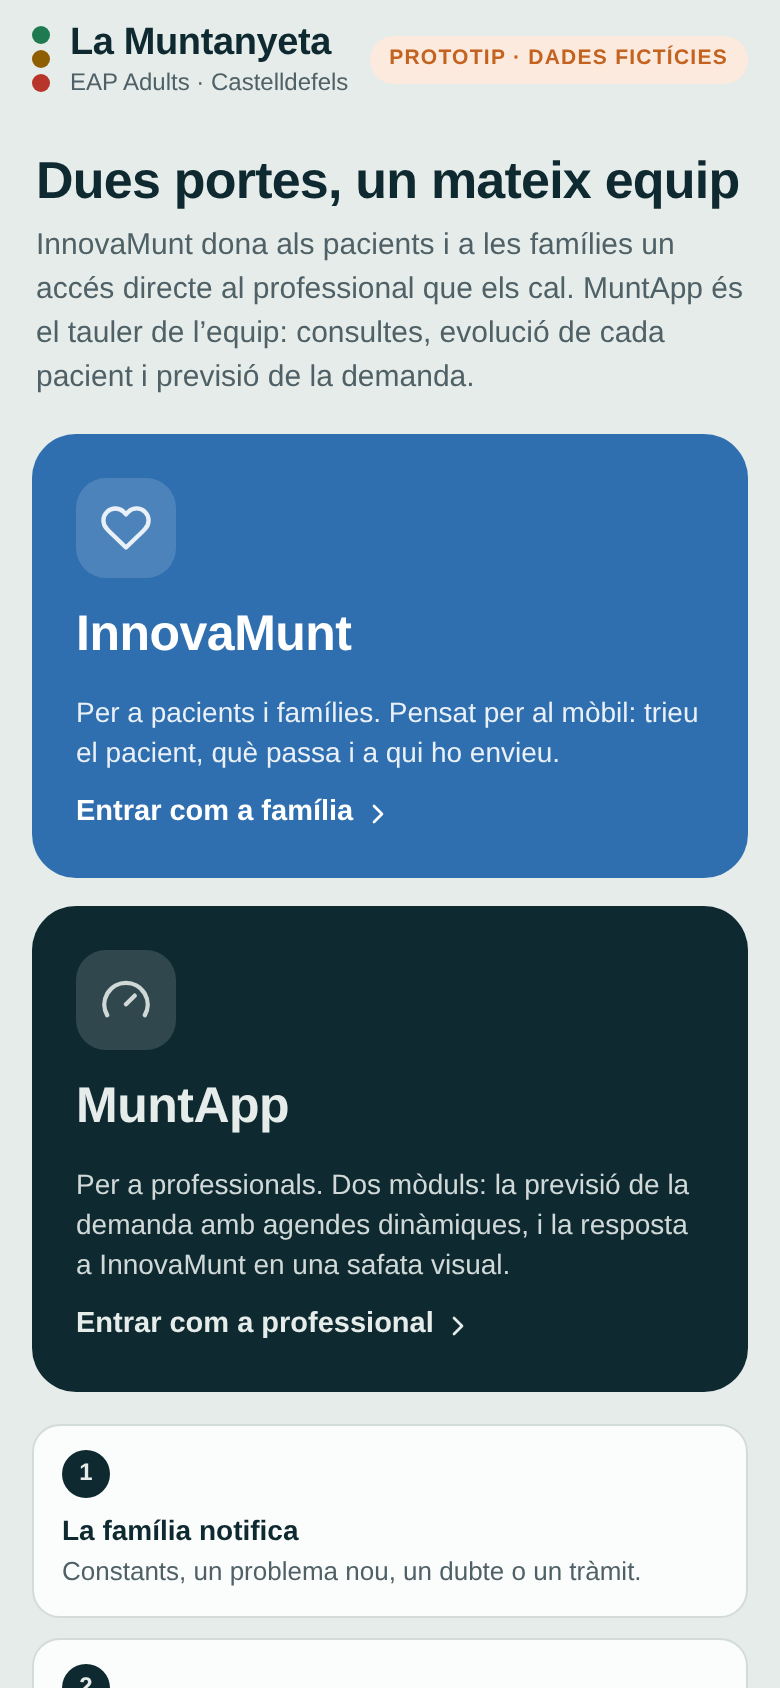 La Muntanyeta
EAP Adults · Castelldefels
PROTOTIP · DADES FICTÍCIES
Dues portes, un mateix equip
InnovaMunt dona als pacients i a les famílies un
accés directe al professional que els cal. MuntApp és
el tauler de l’equip: consultes, evolució de cada
pacient i previsió de la demanda.
InnovaMunt
Per a pacients i famílies. Pensat per al mòbil: trieu
el pacient, què passa i a qui ho envieu.
Entrar com a família
MuntApp
Per a professionals. Dos mòduls: la previsió de la
demanda amb agendes dinàmiques, i la resposta
a InnovaMunt en una safata visual.
Entrar com a professional
1
La família notifica
Constants, un problema nou, un dubte o un tràmit.
2